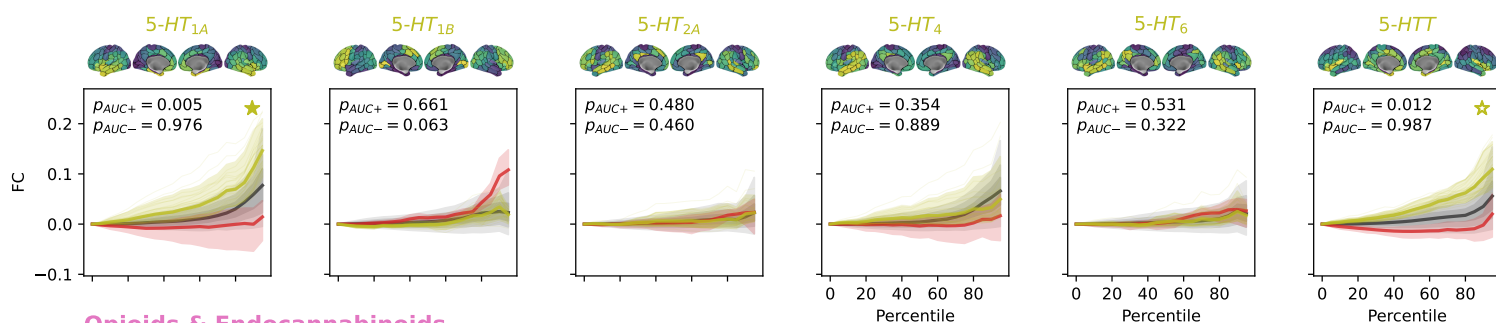 5-HT1A 5-HT1B 5-HT2A 5-HT4 5-HT6 5-HTT
pAUC+ = 0.005 pAUC+ = 0.661 pAUC+ = 0.480 pAUC+ = 0.354 pAUC+ = 0.531 pAUC+ = 0.012
pAUC− = 0.976 pAUC− = 0.063 pAUC− = 0.460 pAUC− = 0.889 pAUC− = 0.322 pAUC− = 0.987
0.2
0.1
FC
0.0
−0.1
0 20 40 60 80 0 20 40 60 80 0 20 40 60 80
Percentile Percentile Percentile
Opioids & Endocannabinoids